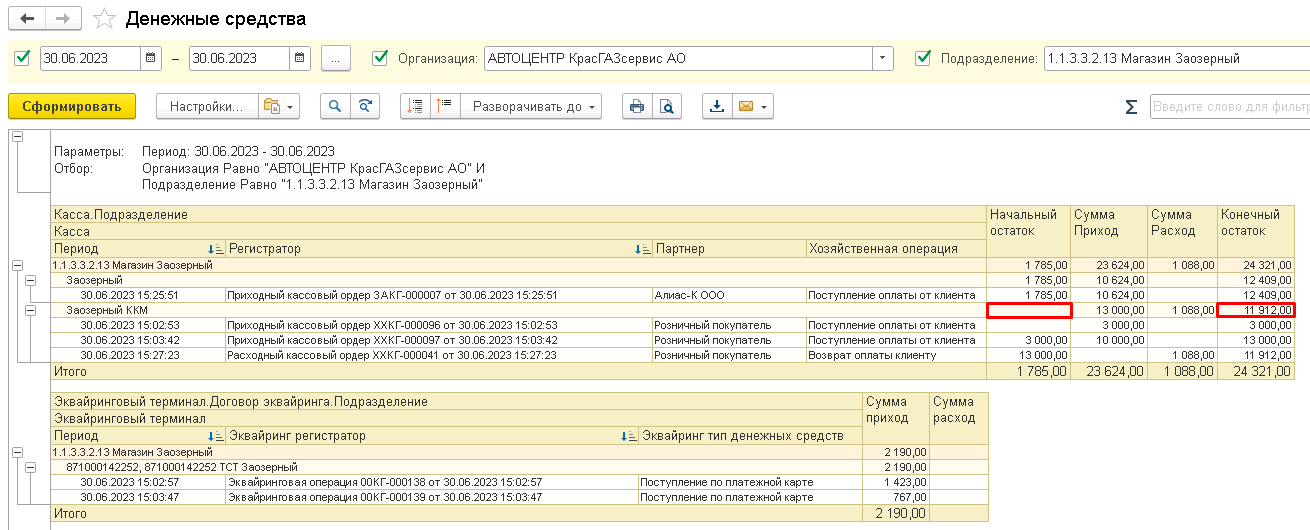 Денежные средства
30.06.2023 – 30.06.2023 ... Организация: АВТОЦЕНТР КрасГАЗсервис АО Подразделение: 1.1.3.3.2.13 Магазин Заозерный
Сформировать Настройки... Разворачивать до Σ Введите слово для фильтр
Параметры: Период: 30.06.2023 - 30.06.2023
Отбор: Организация Равно "АВТОЦЕНТР КрасГАЗсервис АО" И
Подразделение Равно "1.1.3.3.2.13 Магазин Заозерный"
Касса.Подразделение Начальный остаток Сумма Приход Сумма Расход Конечный остаток
Касса
Период Регистратор Партнер Хозяйственная операция
1.1.3.3.2.13 Магазин Заозерный 1 785,00 23 624,00 1 088,00 24 321,00
Заозерный 1 785,00 10 624,00 12 409,00
30.06.2023 15:25:51 Приходный кассовый ордер ЗАКГ-000007 от 30.06.2023 15:25:51 Алиас-К ООО Поступление оплаты от клиента 1 785,00 10 624,00 12 409,00
Заозерный ККМ 13 000,00 1 088,00 11 912,00
30.06.2023 15:02:53 Приходный кассовый ордер ХХКГ-000096 от 30.06.2023 15:02:53 Розничный покупатель Поступление оплаты от клиента 3 000,00 3 000,00
30.06.2023 15:03:42 Приходный кассовый ордер ХХКГ-000097 от 30.06.2023 15:03:42 Розничный покупатель Поступление оплаты от клиента 3 000,00 10 000,00 13 000,00
30.06.2023 15:27:23 Расходный кассовый ордер ХХКГ-000041 от 30.06.2023 15:27:23 Розничный покупатель Возврат оплаты клиенту 13 000,00 1 088,00 11 912,00
Итого 1 785,00 23 624,00 1 088,00 24 321,00
Эквайринговый терминал.Договор эквайринга.Подразделение Сумма приход Сумма расход
Эквайринговый терминал
Период Эквайринг регистратор Эквайринг тип денежных средств
1.1.3.3.2.13 Магазин Заозерный 2 190,00
871000142252, 871000142252 ТСТ Заозерный 2 190,00
30.06.2023 15:02:57 Эквайринговая операция 00КГ-000138 от 30.06.2023 15:02:57 Поступление по платежной карте 1 423,00
30.06.2023 15:03:47 Эквайринговая операция 00КГ-000139 от 30.06.2023 15:03:47 Поступление по платежной карте 767,00
Итого 2 190,00